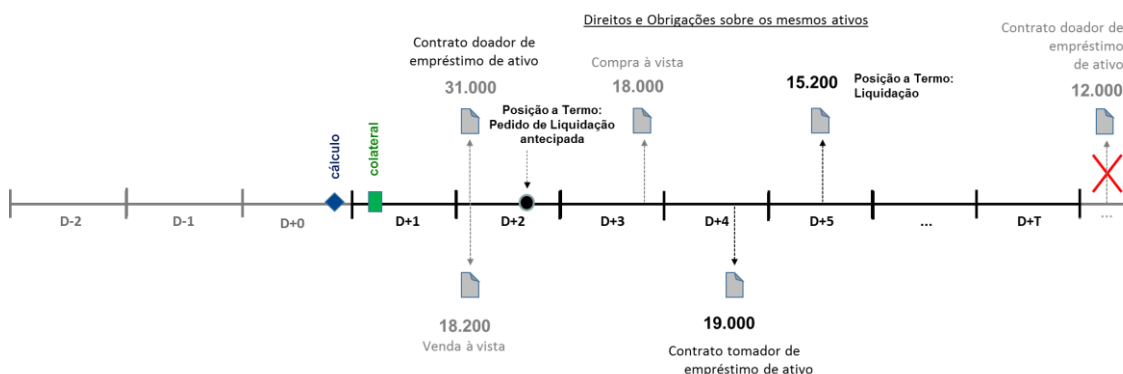 Direitos e Obrigações sobre os mesmos ativos
Contrato doador de
empréstimo de ativo
31.000
Posição a Termo:
Pedido de Liquidação
antecipada
Compra à vista
18.000
15.200
Posição a Termo:
Liquidação
Contrato doador de
empréstimo
de ativo
12.000
cálculo
colateral
D-2
D-1
D+0
D+1
D+2
D+3
D+4
D+5
...
D+T
...
18.200
Venda à vista
19.000
Contrato tomador de
empréstimo de ativo